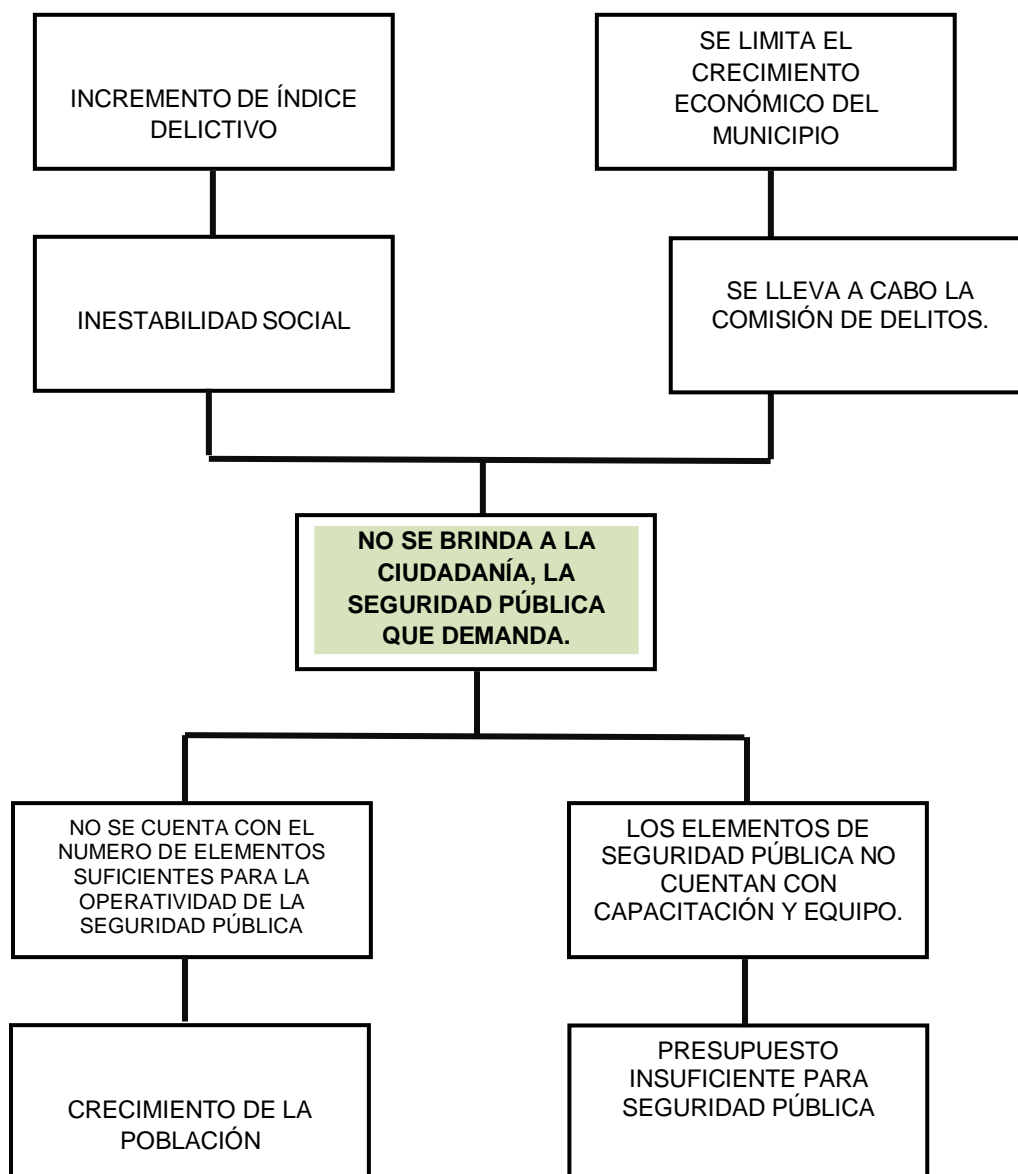 INCREMENTO DE ÍNDICE
DELICTIVO
SE LIMITA EL
CRECIMIENTO
ECONÓMICO DEL
MUNICIPIO
INESTABILIDAD SOCIAL
SE LLEVA A CABO LA
COMISIÓN DE DELITOS.
NO SE BRINDA A LA
CIUDADANÍA, LA
SEGURIDAD PÚBLICA
QUE DEMANDA.
NO SE CUENTA CON EL
NUMERO DE ELEMENTOS
SUFICIENTES PARA LA
OPERATIVIDAD DE LA
SEGURIDAD PÚBLICA
LOS ELEMENTOS DE
SEGURIDAD PÚBLICA NO
CUENTAN CON
CAPACITACIÓN Y EQUIPO.
CRECIMIENTO DE LA
POBLACIÓN
PRESUPUESTO
INSUFICIENTE PARA
SEGURIDAD PÚBLICA